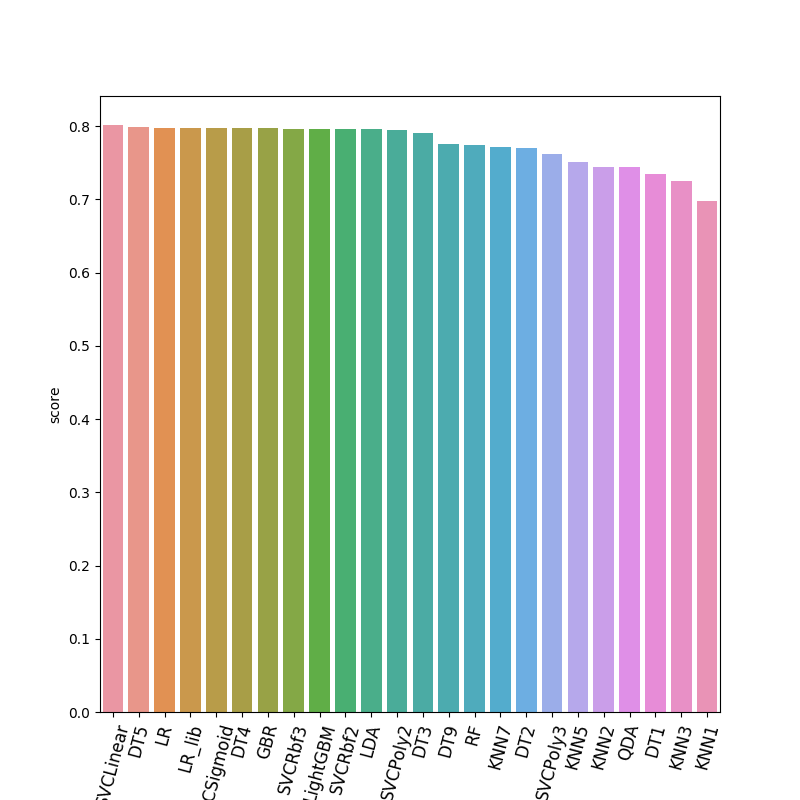 0.8
0.7
0.6
0.5
0.4
0.3
0.2
0.1
0.0
score
SVCLinear
DT5
LR
LR_lib
CSigmoid
DT4
GBR
SVCRbf3
LightGBM
SVCRbf2
LDA
SVCPoly2
DT3
DT9
RF
KNN7
DT2
SVCPoly3
KNN5
KNN2
QDA
DT1
KNN3
KNN1